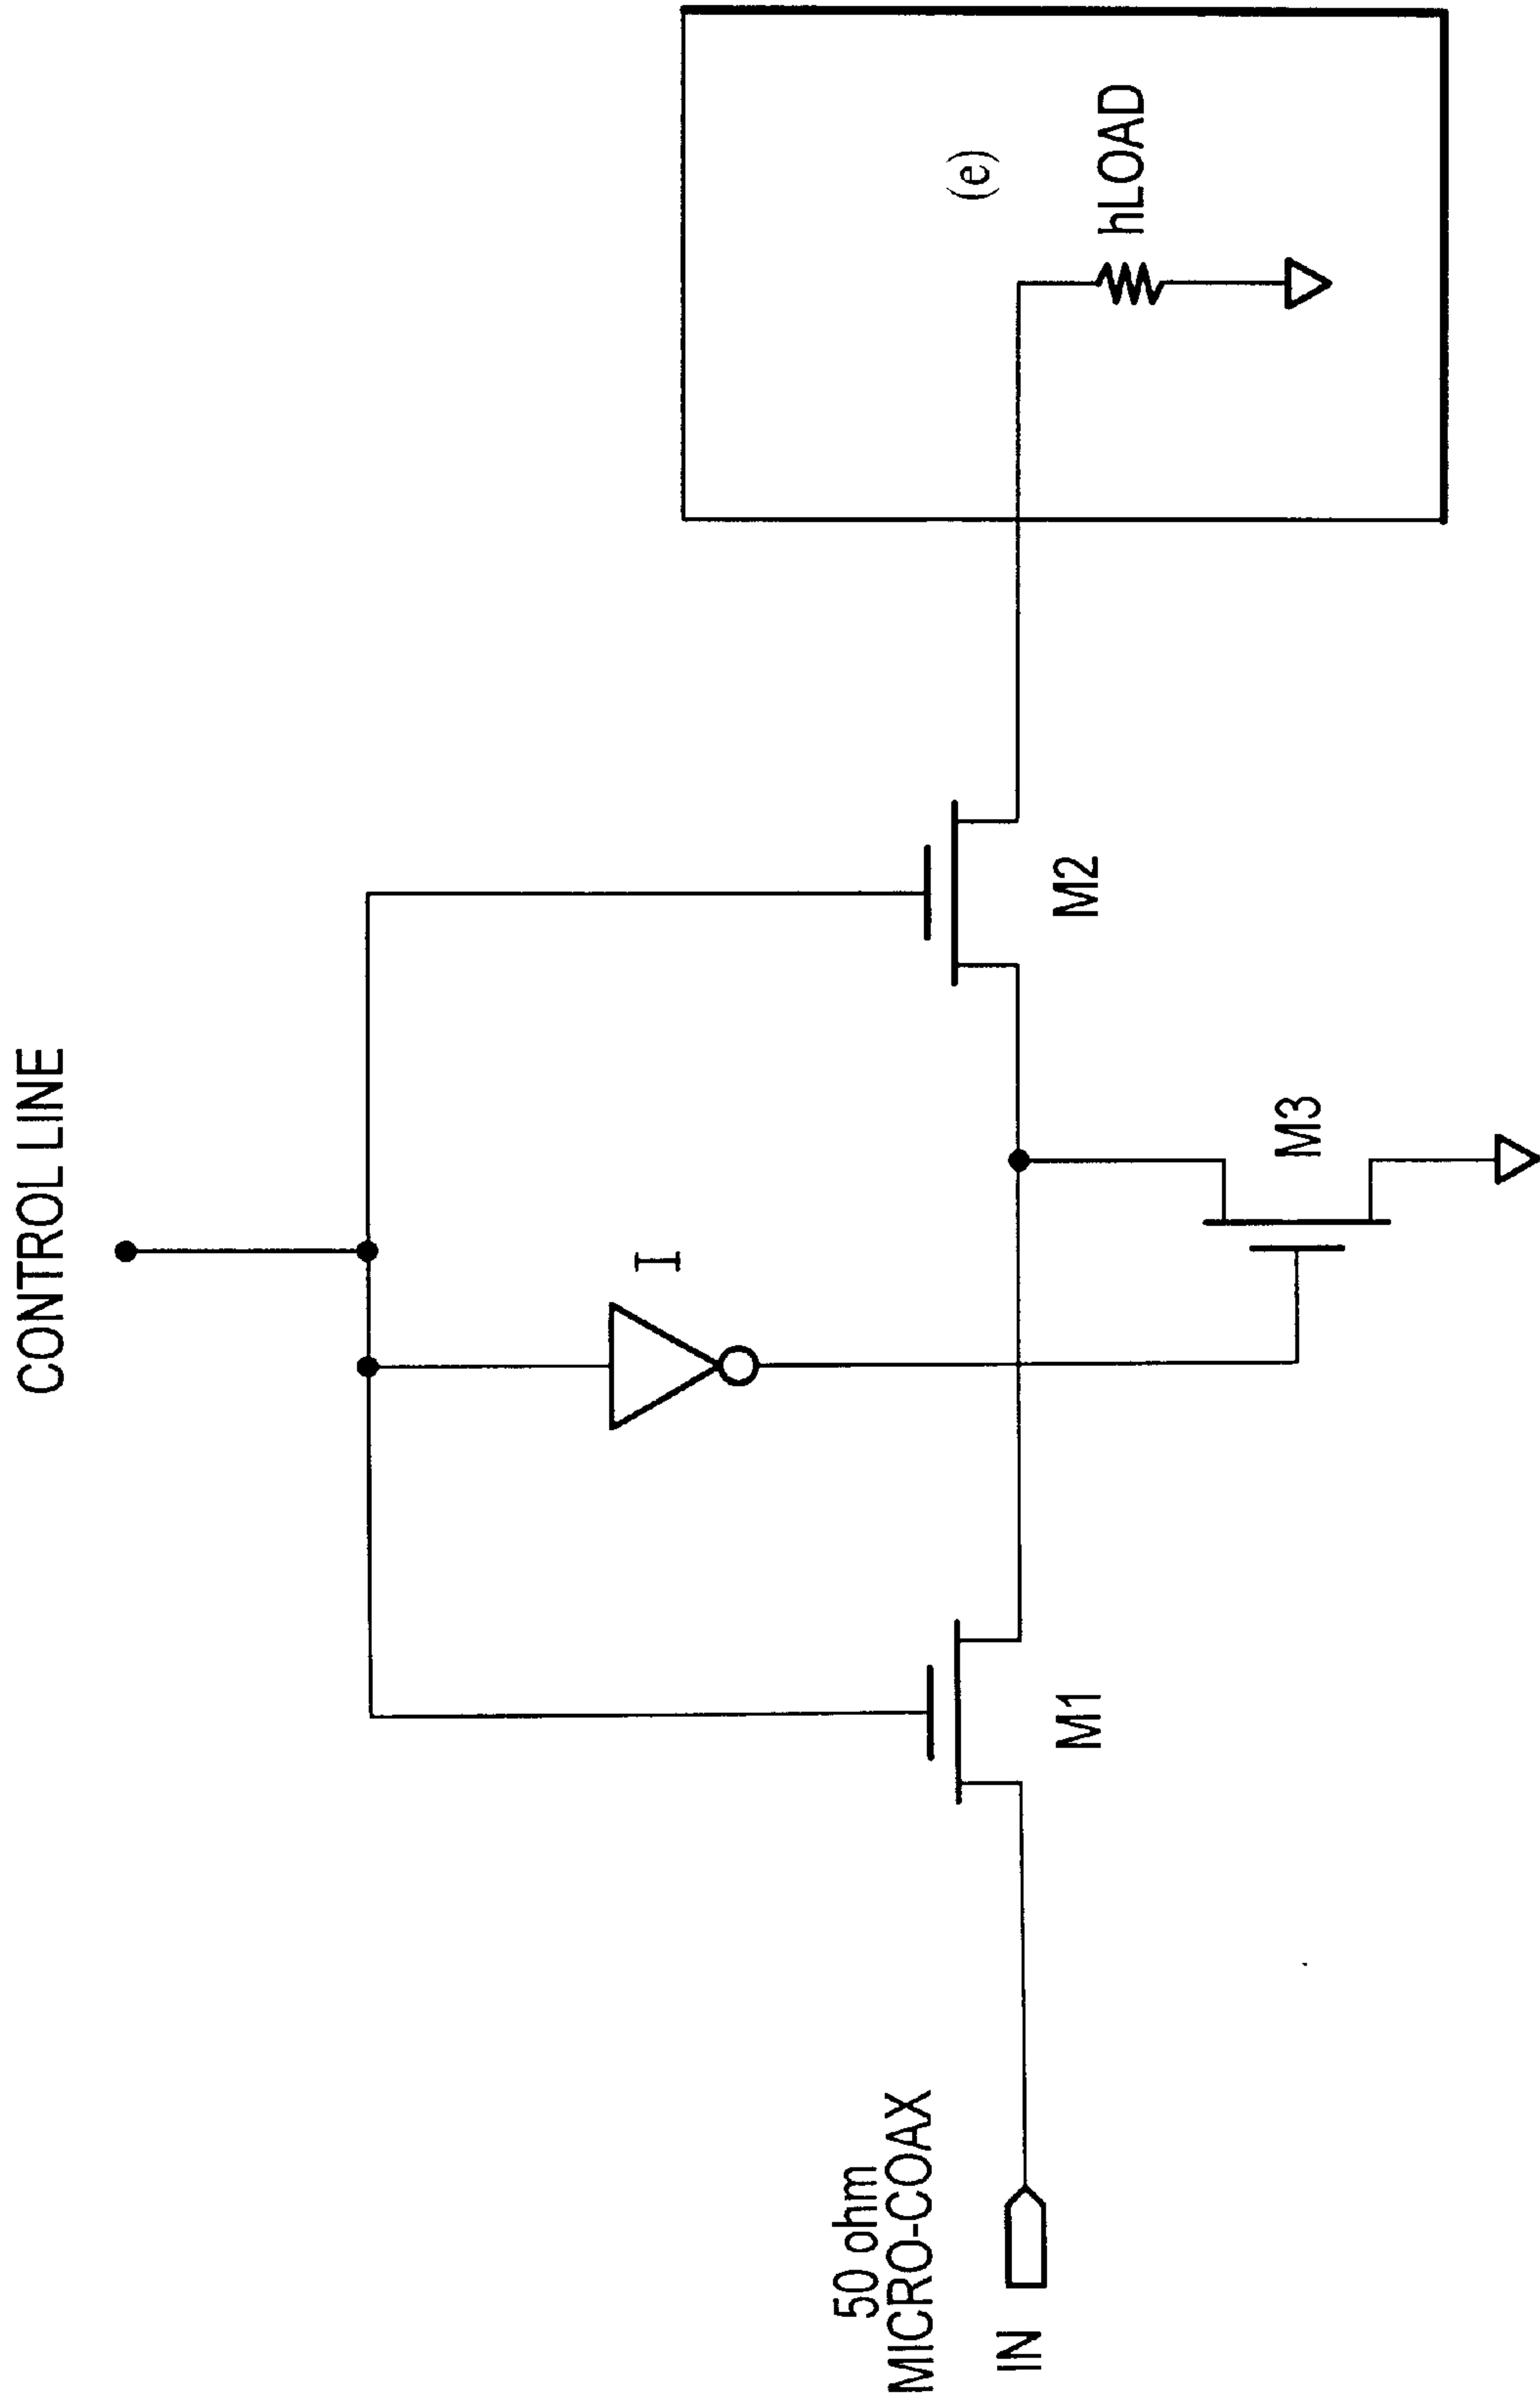 CONTROL LINE
I
(e)
hLOAD
M2
M3
M1
50 ohm
MICRO-COAX
IN